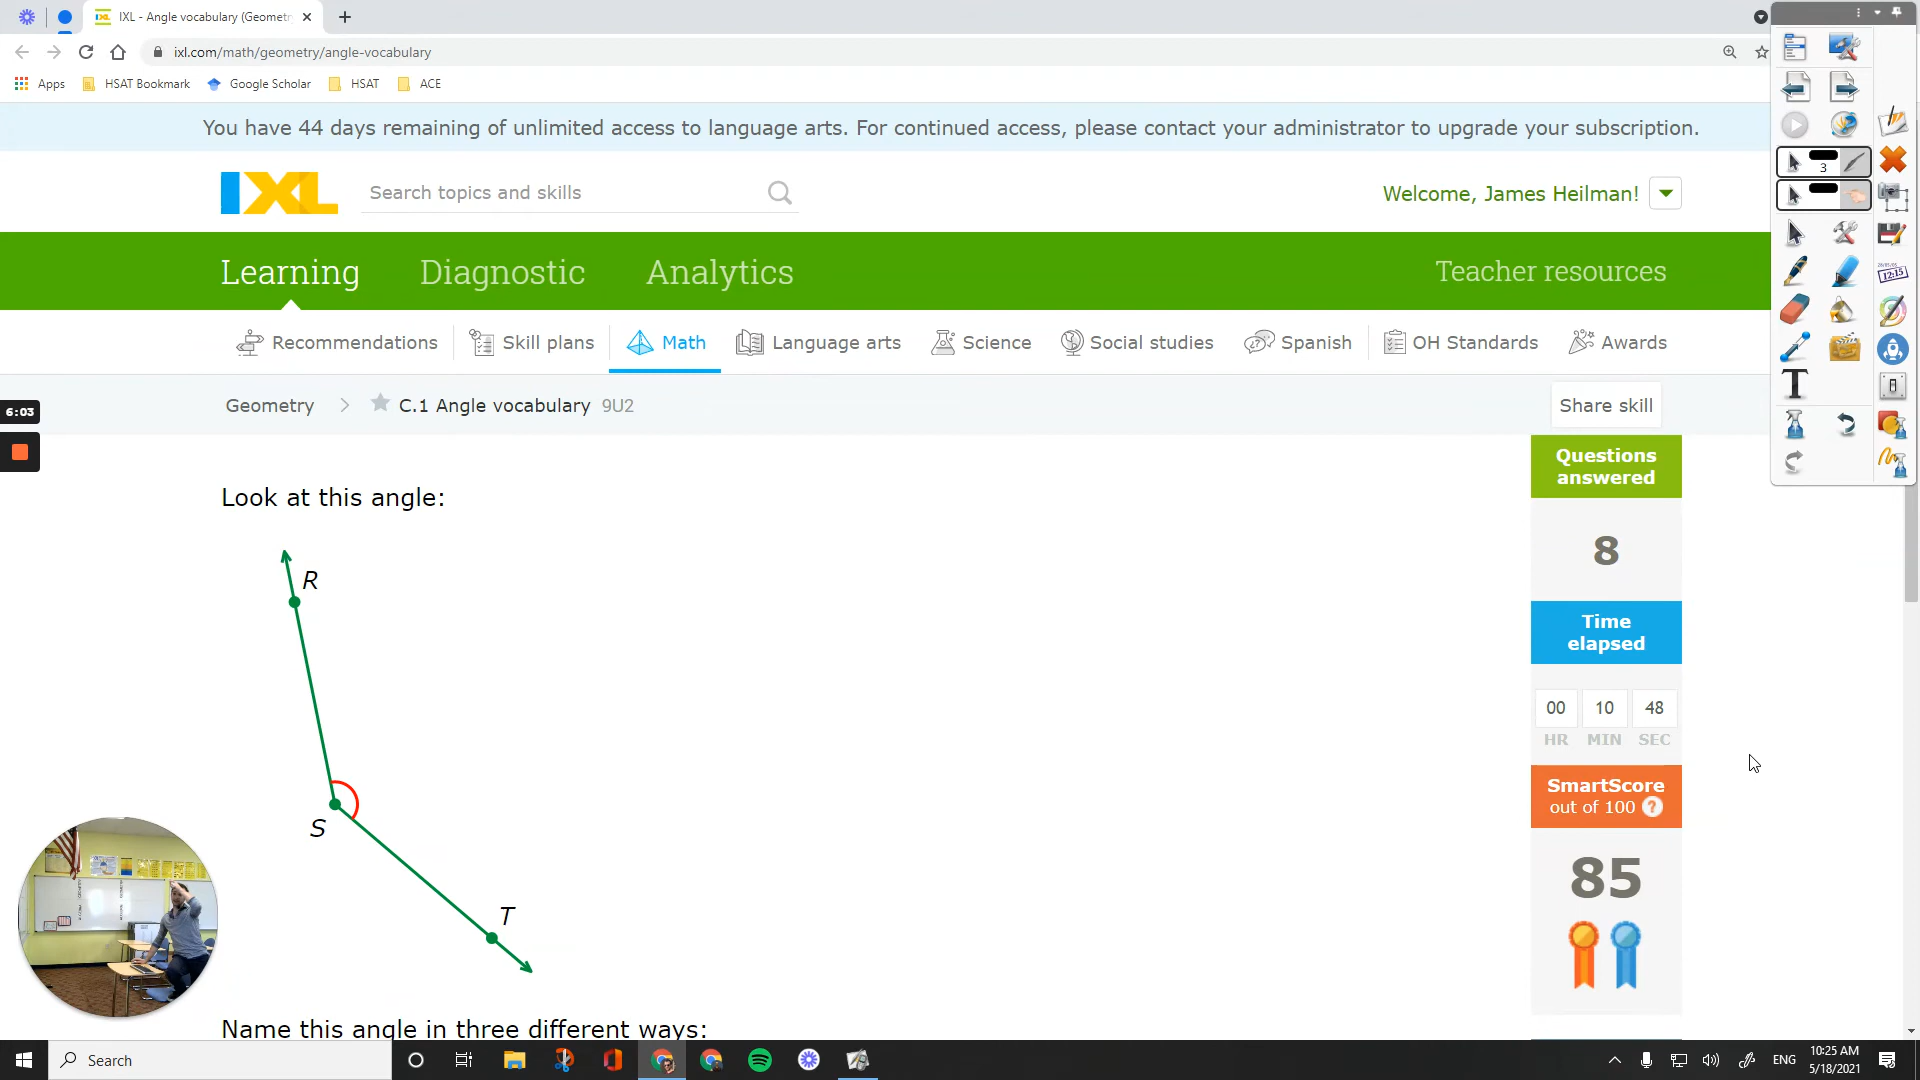 IXL - Angle vocabulary (Geometr
ixl.com/math/geometry/angle-vocabulary
Apps HSAT Bookmark Google Scholar HSAT ACE
You have 44 days remaining of unlimited access to language arts. For continued access, please contact your administrator to upgrade your subscription.
IXL Search topics and skills Welcome, James Heilman!
Learning Diagnostic Analytics Teacher resources
Recommendations Skill plans Math Language arts Science Social studies Spanish OH Standards Awards
Geometry > C.1 Angle vocabulary 9U2 Share skill
6:03
3
12:15
T
Look at this angle:
R
S
T
Name this angle in three different ways:
Questions
answered
8
Time
elapsed
00 10 48
HR MIN SEC
SmartScore
out of 100 ?
85
Search
ENG
10:25 AM
5/18/2021